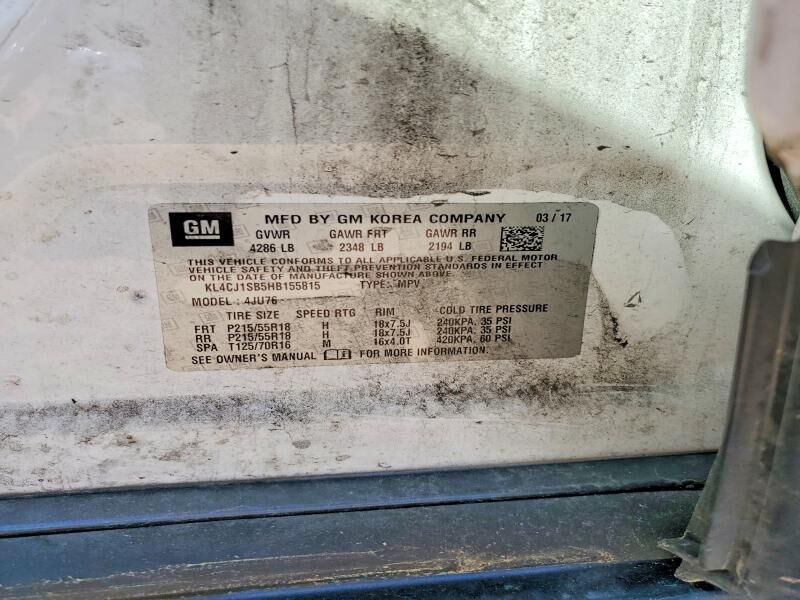 GM MFD BY GM KOREA COMPANY 03/17
GVWR GAWR FRT GAWR RR
4286 LB 2348 LB 2194 LB
THIS VEHICLE CONFORMS TO ALL APPLICABLE U.S. FEDERAL MOTOR
VEHICLE SAFETY AND THEFT PREVENTION STANDARDS IN EFFECT
ON THE DATE OF MANUFACTURE SHOWN ABOVE.
KL4CJ1SB5HB155815 TYPE: MPV
MODEL: 4JU76
TIRE SIZE SPEED RTG RIM COLD TIRE PRESSURE
FRT P215/55R18 H 18x7.5J 240KPA, 35 PSI
RR P215/55R18 H 18x7.5J 240KPA, 35 PSI
SPA T125/70R16 M 16x4.0T 420KPA, 60 PSI
SEE OWNER'S MANUAL FOR MORE INFORMATION.